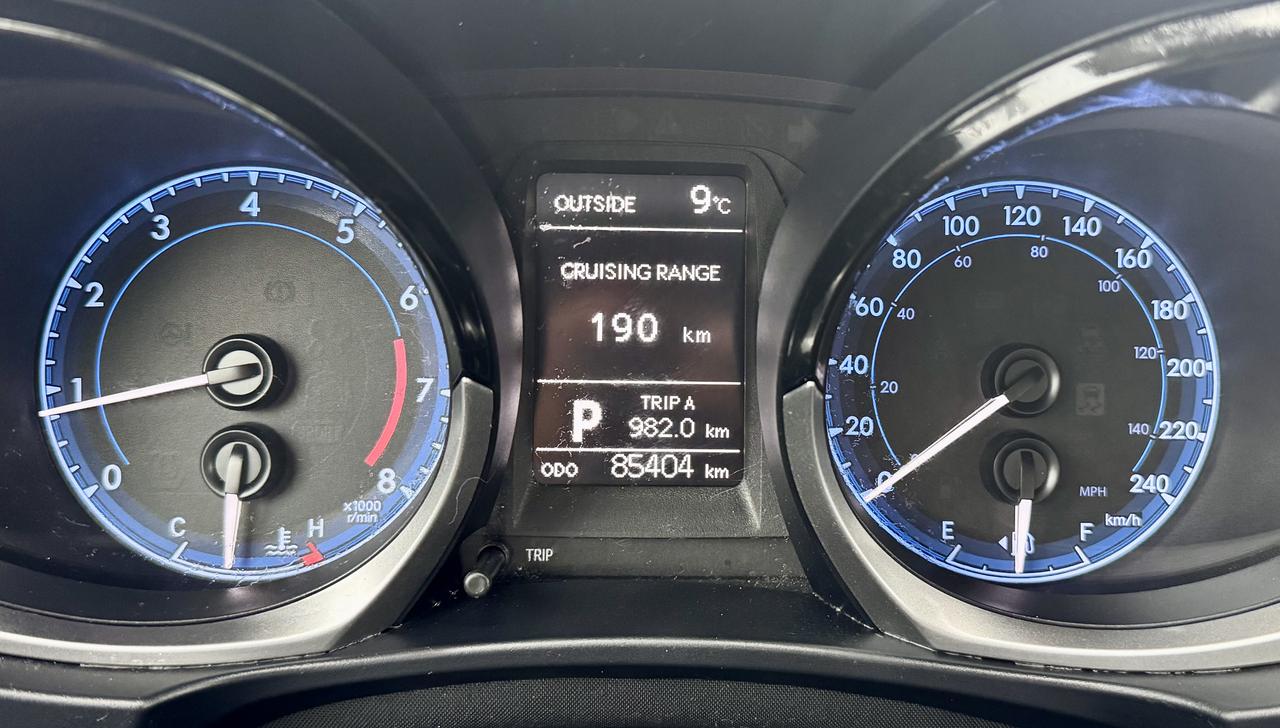 0
1
2
3
4
5
6
7
8
x1000
r/min
C
H
OUTSIDE 9°C
CRUISING RANGE
190 km
P
TRIP A
982.0 km
ODO 85404 km
TRIP
0
20
40
60
80
100
120
140
160
180
200
220
240
20
40
60
80
100
120
140
MPH
km/h
E
F